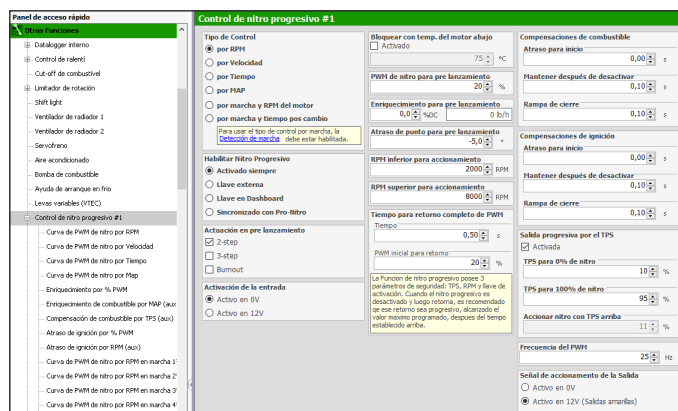 Panel de acceso rápido
Otras Funciones
Datalogger interno
Control de ralentí
Cut-off de combustível
Limitador de rotación
Shift light
Ventilador de radiador 1
Ventilador de radiador 2
Servofreno
Aire acondicionado
Bomba de combustible
Ayuda de arranque en frio
Levas variables (VTEC)
Control de nitro progresivo #1
Curva de PWM de nitro por RPM
Curva de PWM de nitro por Velocidad
Curva de PWM de nitro por Tiempo
Curva de PWM de nitro por Map
Enriquecimiento por % PWM
Enriquecimiento de combustible por MAP (aux
Compensación de combustible por TPS (aux)
Atraso de ignición por % PWM
Atraso de ignición por RPM (aux)
Curva de PWM de nitro por RPM en marcha 1ª
Curva de PWM de nitro por RPM en marcha 2ª
Curva de PWM de nitro por RPM en marcha 3ª
Curva de PWM de nitro por RPM en marcha 4ª
Control de nitro progresivo #1
Tipo de Control
por RPM
por Velocidad
por Tiempo
por MAP
por marcha y RPM del motor
por marcha y tiempo pos cambio
Para usar el tipo de control por marcha, la
Detección de marcha debe estar habilitada.
Habilitar Nitro Progresivo
Activado siempre
Llave externa
Llave en Dashboard
Sincronizado con Pro-Nitro
Actuación en pre lanzamiento
2-step
3-step
Burnout
Activación de la entrada
Activo en 0V
Activo en 12V
Bloquear con temp. del motor abajo
Activado
75 ºC
PWM de nitro para pre lanzamiento
20 %
Enriquecimiento para pre lanzamiento
0,0 %DC 0 lb/h
Atraso de punto para pre lanzamiento
-5,0 °
RPM inferior para accionamiento
2000 RPM
RPM superior para accionamiento
8000 RPM
Tiempo para retorno completo de PWM
Tiempo
0,50 s
PWM inicial para retorno
20 %
La Funcion de nitro progresivo posee 3
parámetros de seguridad: TPS, RPM y llave de
activación. Cuando el nitro progresivo es
desactivado y luego retorna, es recomendado
qe ese retorno sea progresivo, alcanzado el
valor maximo programado, despues del tiempo
establecido arriba.
Compensaciones de combustible
Atraso para inicio
0,00 s
Mantener después de desactivar
0,10 s
Rampa de cierre
0,10 s
Compensaciones de ignición
Atraso para inicio
0,00 s
Mantener después de desactivar
0,10 s
Rampa de cierre
0,10 s
Salida progresiva por el TPS
Activada
TPS para 0% de nitro
10 %
TPS para 100% de nitro
95 %
Accionar nitro con TPS arriba
11 %
Frecuencia del PWM
25 Hz
Señal de accionamento de la Salida
Activo en 0V
Activo en 12V (Salidas amarillas)